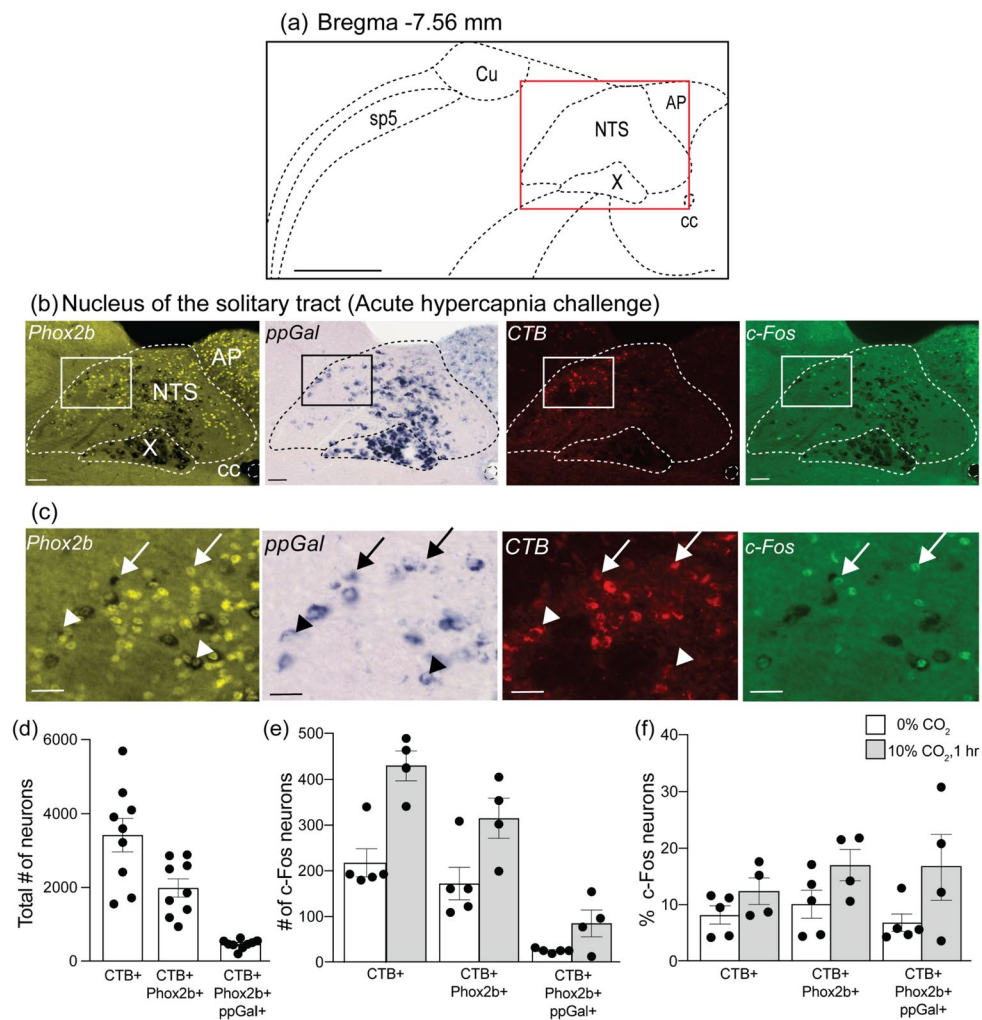 (a) Bregma -7.56 mm
Cu
AP
sp5
NTS
X
cc
(b) Nucleus of the solitary tract (Acute hypercapnia challenge)
Phox2b
ppGal
CTB
c-Fos
AP
NTS
X
cc
(c)
Phox2b
ppGal
CTB
c-Fos
(d)
Total # of neurons
6000
4000
2000
0
CTB+
CTB+
Phox2b+
CTB+
Phox2b+
ppGal+
(e)
# of c-Fos neurons
500
400
300
200
100
0
CTB+
CTB+
Phox2b+
CTB+
Phox2b+
ppGal+
(f)
0% CO2
10% CO2,1 hr
% c-Fos neurons
40
30
20
10
0
CTB+
CTB+
Phox2b+
CTB+
Phox2b+
ppGal+